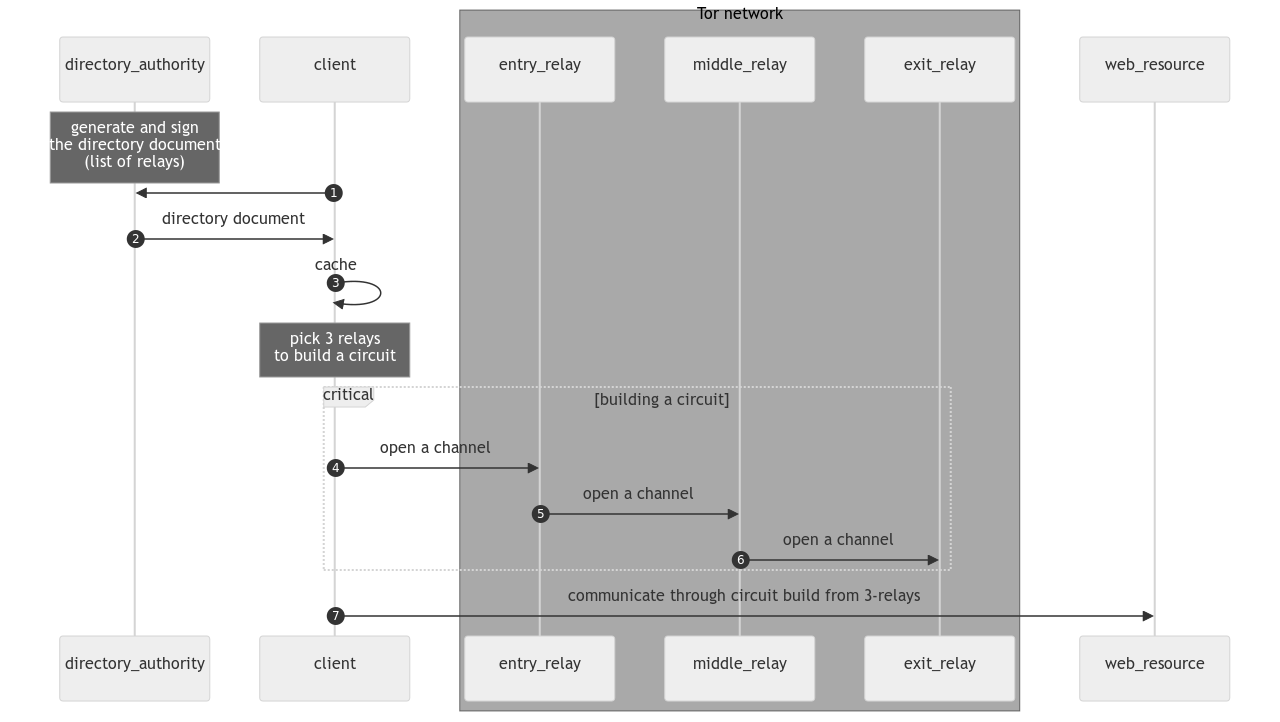 Tor network
directory_authority
client
entry_relay
middle_relay
exit_relay
web_resource
generate and sign
the directory document
(list of relays)
1
directory document
2
cache
3
pick 3 relays
to build a circuit
critical
[building a circuit]
open a channel
4
open a channel
5
open a channel
6
communicate through circuit build from 3-relays
7
directory_authority
client
entry_relay
middle_relay
exit_relay
web_resource